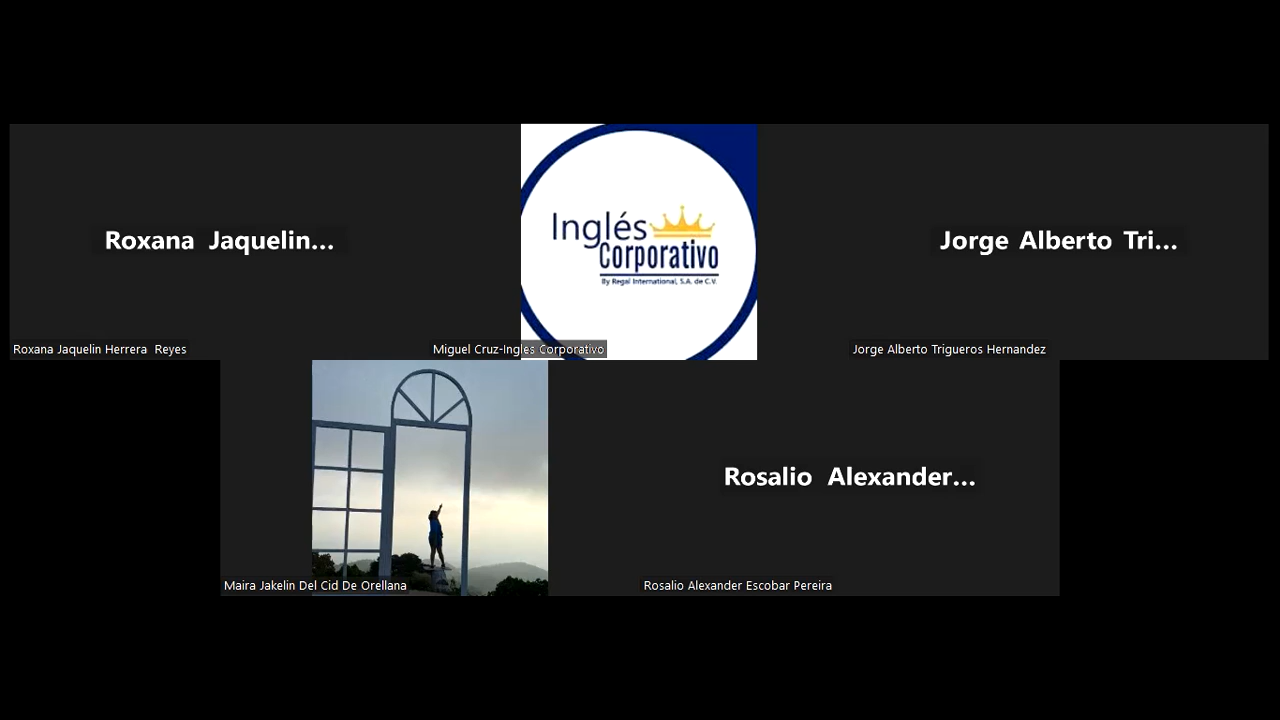 Roxana Jaquelin...
Roxana Jaquelin Herrera Reyes
Inglés
Corporativo
By Regal International, S.A. de C.V.
Miguel Cruz-Ingles Corporativo
Jorge Alberto Tri...
Jorge Alberto Trigueros Hernandez
Maira Jakelin Del Cid De Orellana
Rosalio Alexander...
Rosalio Alexander Escobar Pereira